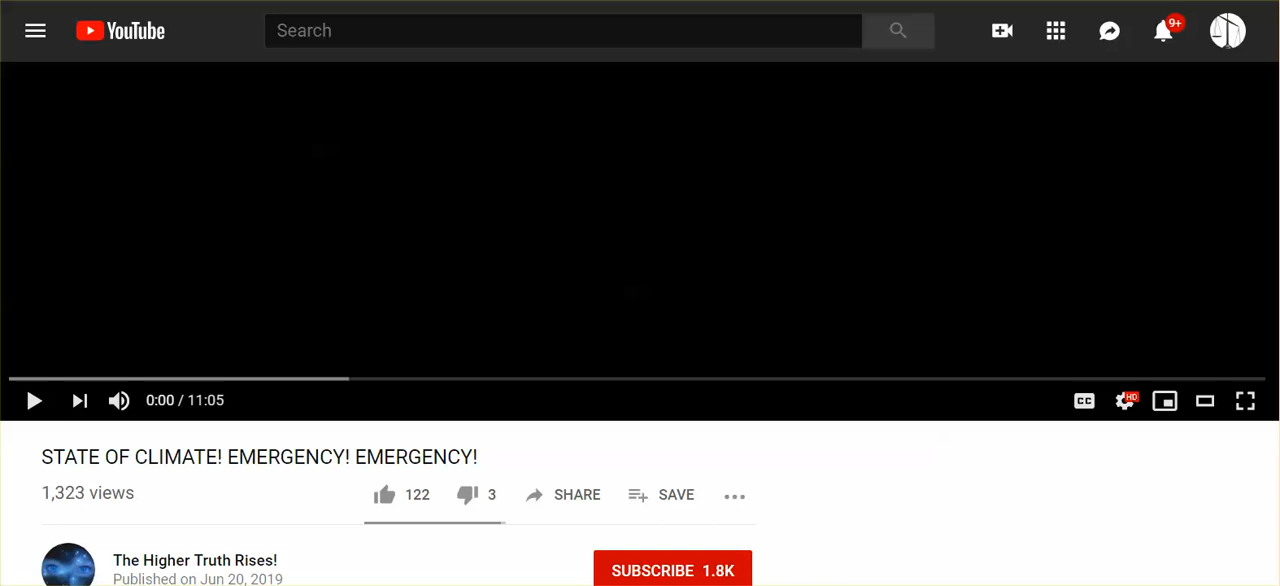 YouTube
Search
9+
0:00 / 11:05
CC
HD
STATE OF CLIMATE! EMERGENCY! EMERGENCY!
1,323 views
122
3
SHARE
SAVE
The Higher Truth Rises!
Published on Jun 20, 2019
SUBSCRIBE 1.8K